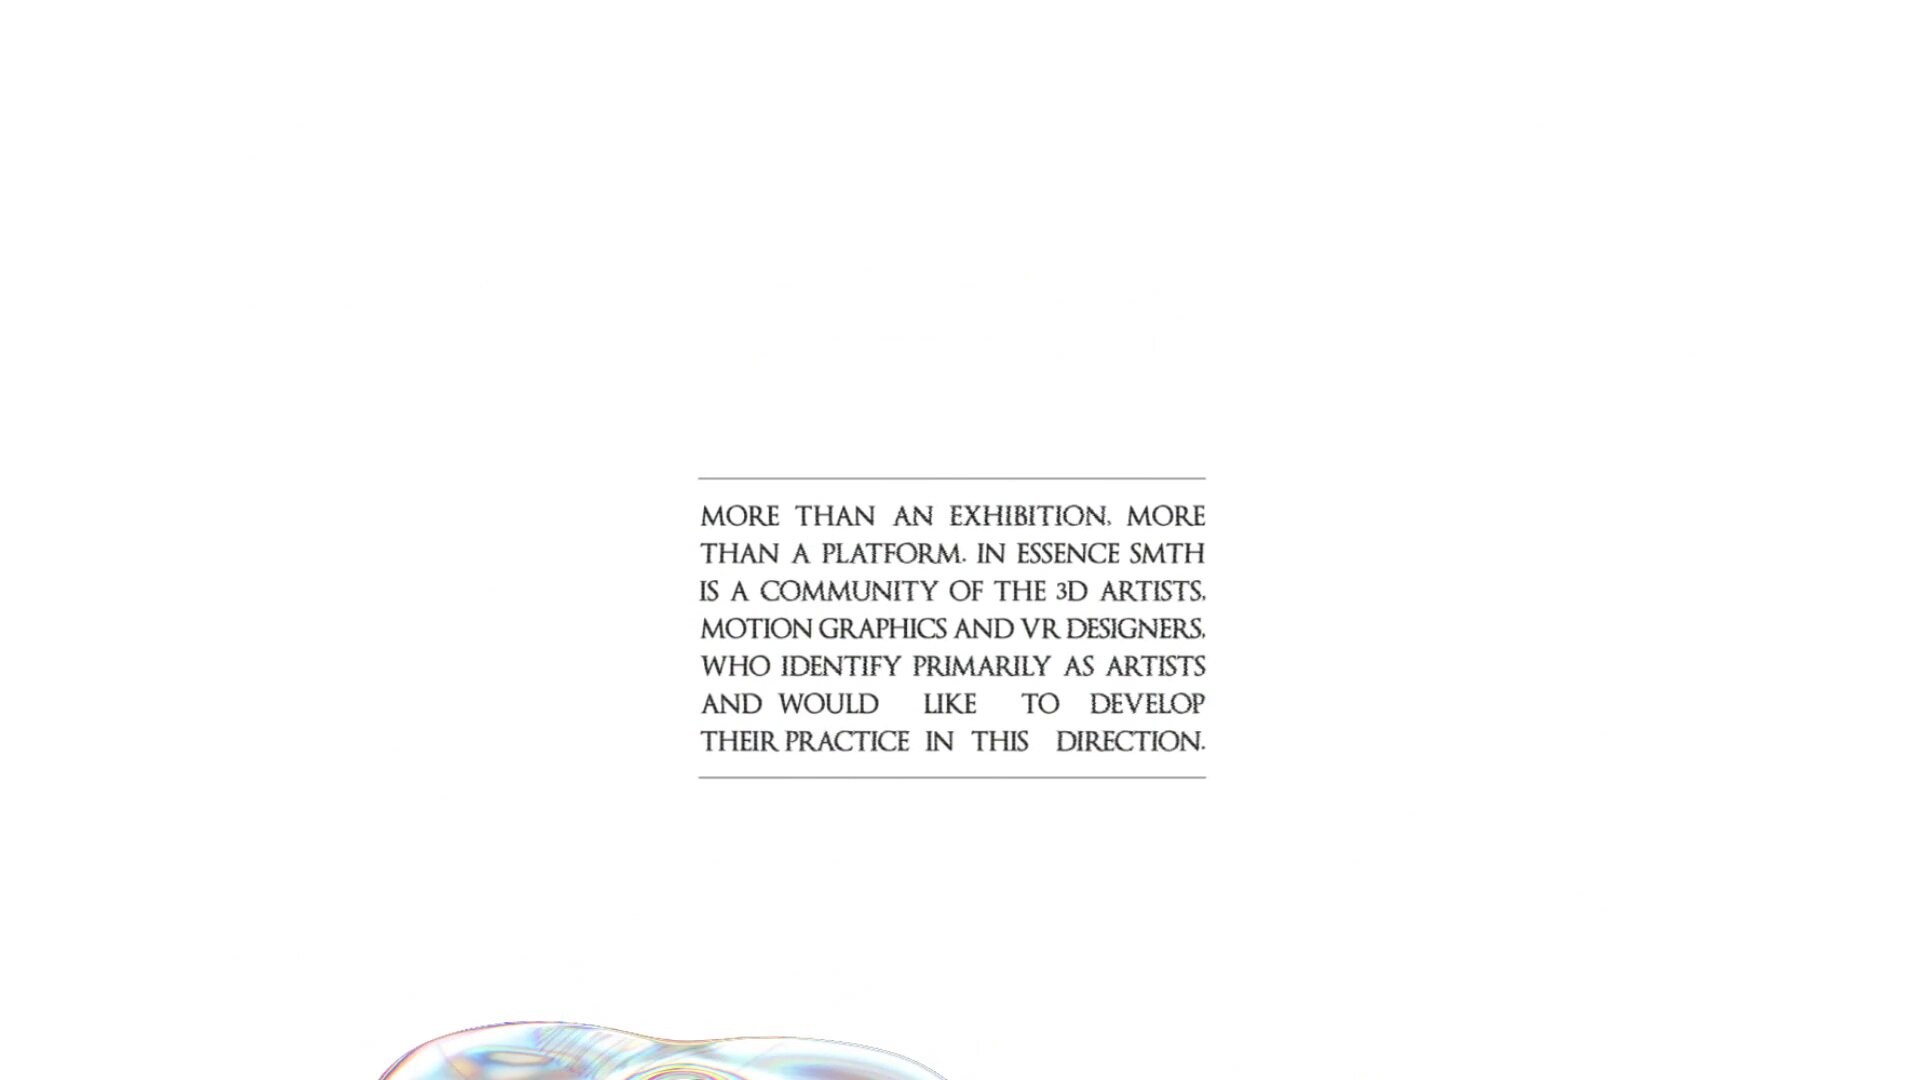 MORE THAN AN EXHIBITION, MORE
THAN A PLATFORM. IN ESSENCE SMTH
IS A COMMUNITY OF THE 3D ARTISTS,
MOTION GRAPHICS AND VR DESIGNERS,
WHO IDENTIFY PRIMARILY AS ARTISTS
AND WOULD LIKE TO DEVELOP
THEIR PRACTICE IN THIS DIRECTION.